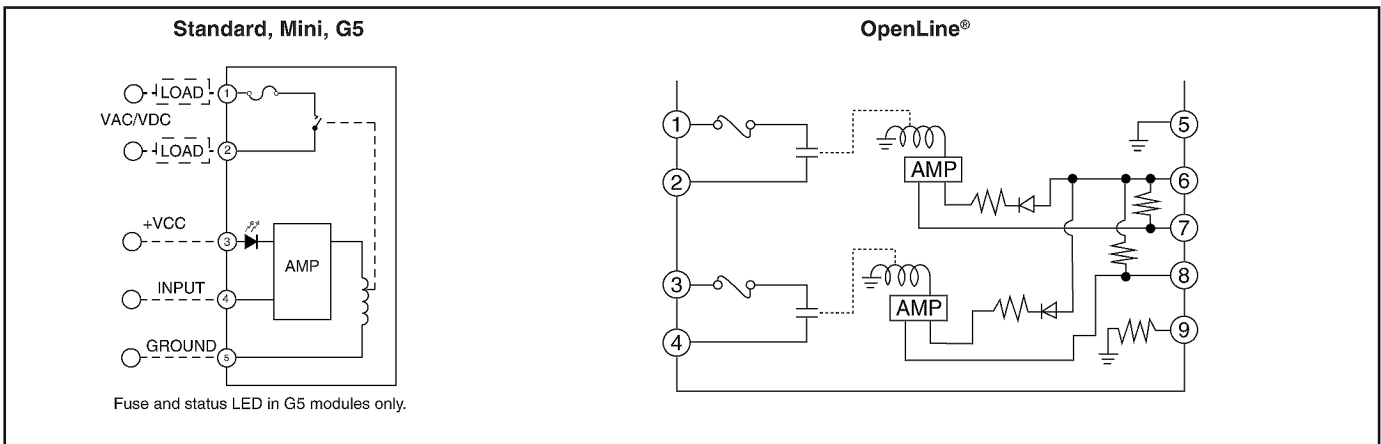 Standard, Mini, G5
LOAD
1
VAC/VDC
LOAD
2
+VCC
3
AMP
INPUT
4
GROUND
5
Fuse and status LED in G5 modules only.
OpenLine®
1
2
AMP
3
4
AMP
5
6
7
8
9